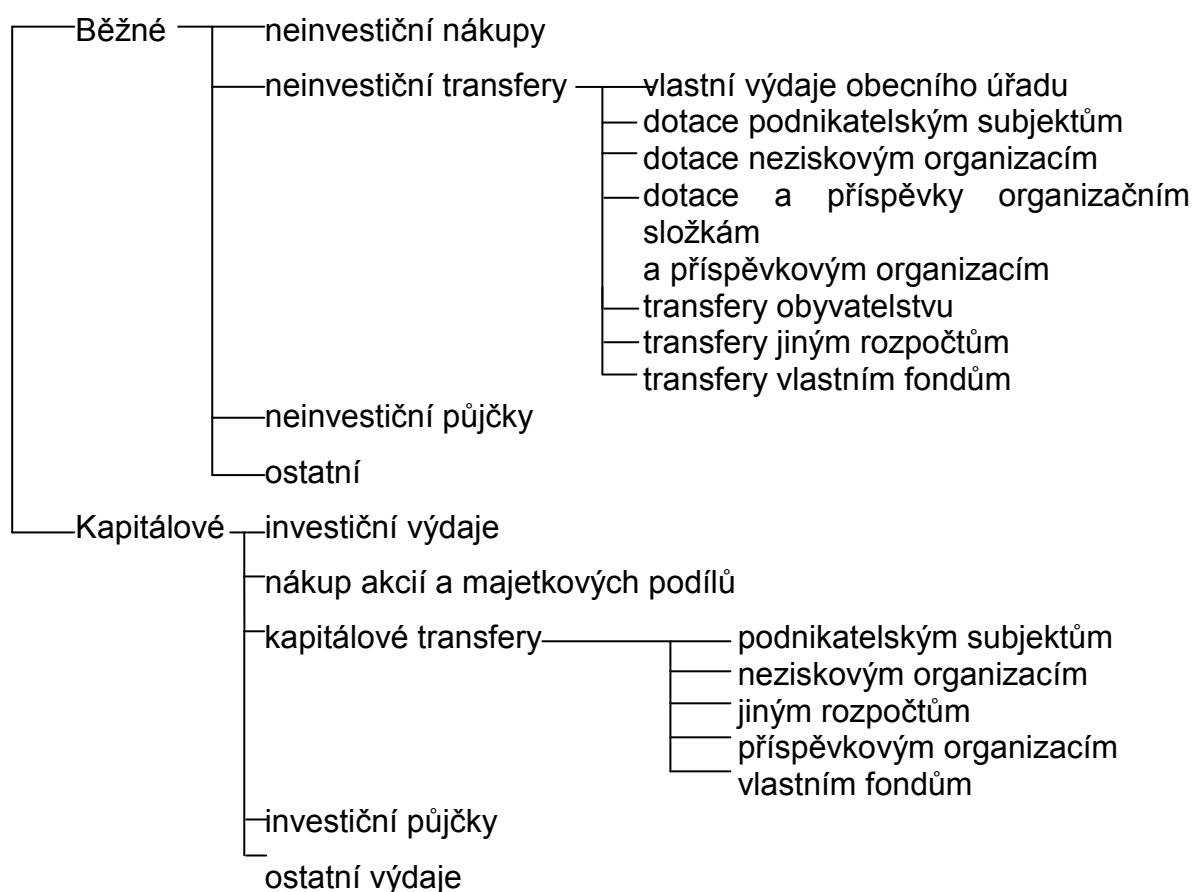 Běžné
neinvestiční nákupy
neinvestiční transfery
vlastní výdaje obecního úřadu
dotace podnikatelským subjektům
dotace neziskovým organizacím
dotace a příspěvky organizačním
složkám
a příspěvkovým organizacím
transfery obyvatelstvu
transfery jiným rozpočtům
transfery vlastním fondům
neinvestiční půjčky
ostatní
Kapitálové
investiční výdaje
nákup akcií a majetkových podílů
kapitálové transfery
podnikatelským subjektům
neziskovým organizacím
jiným rozpočtům
příspěvkovým organizacím
vlastním fondům
investiční půjčky
ostatní výdaje